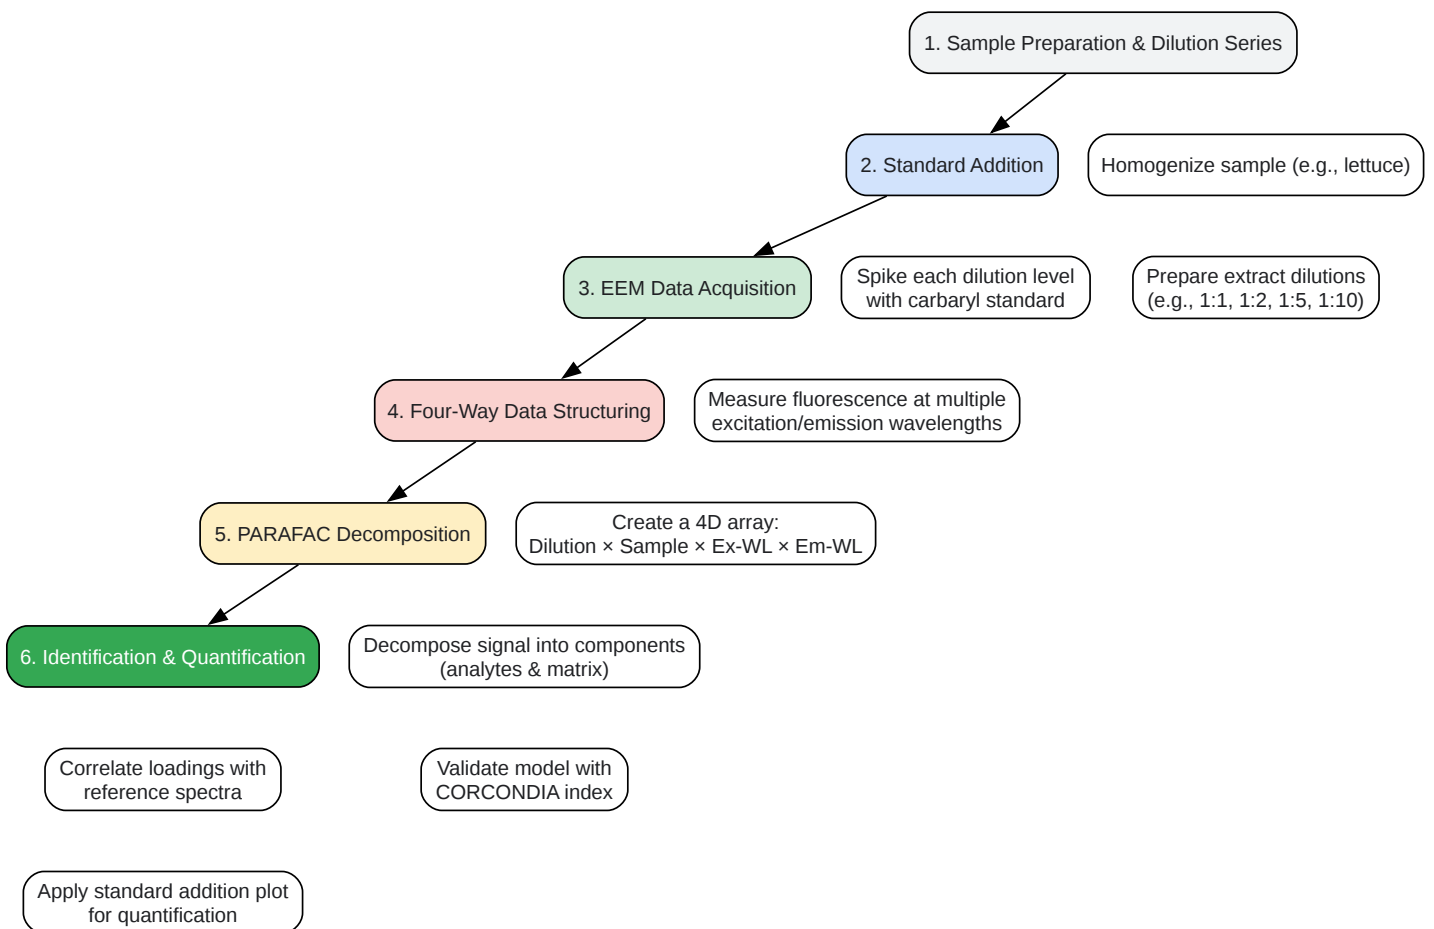 1. Sample Preparation & Dilution Series
2. Standard Addition
Homogenize sample (e.g., lettuce)
3. EEM Data Acquisition
Spike each dilution level
with carbaryl standard
Prepare extract dilutions
(e.g., 1:1, 1:2, 1:5, 1:10)
4. Four-Way Data Structuring
Measure fluorescence at multiple
excitation/emission wavelengths
5. PARAFAC Decomposition
Create a 4D array:
Dilution × Sample × Ex-WL × Em-WL
6. Identification & Quantification
Decompose signal into components
(analytes & matrix)
Correlate loadings with
reference spectra
Validate model with
CORCONDIA index
Apply standard addition plot
for quantification